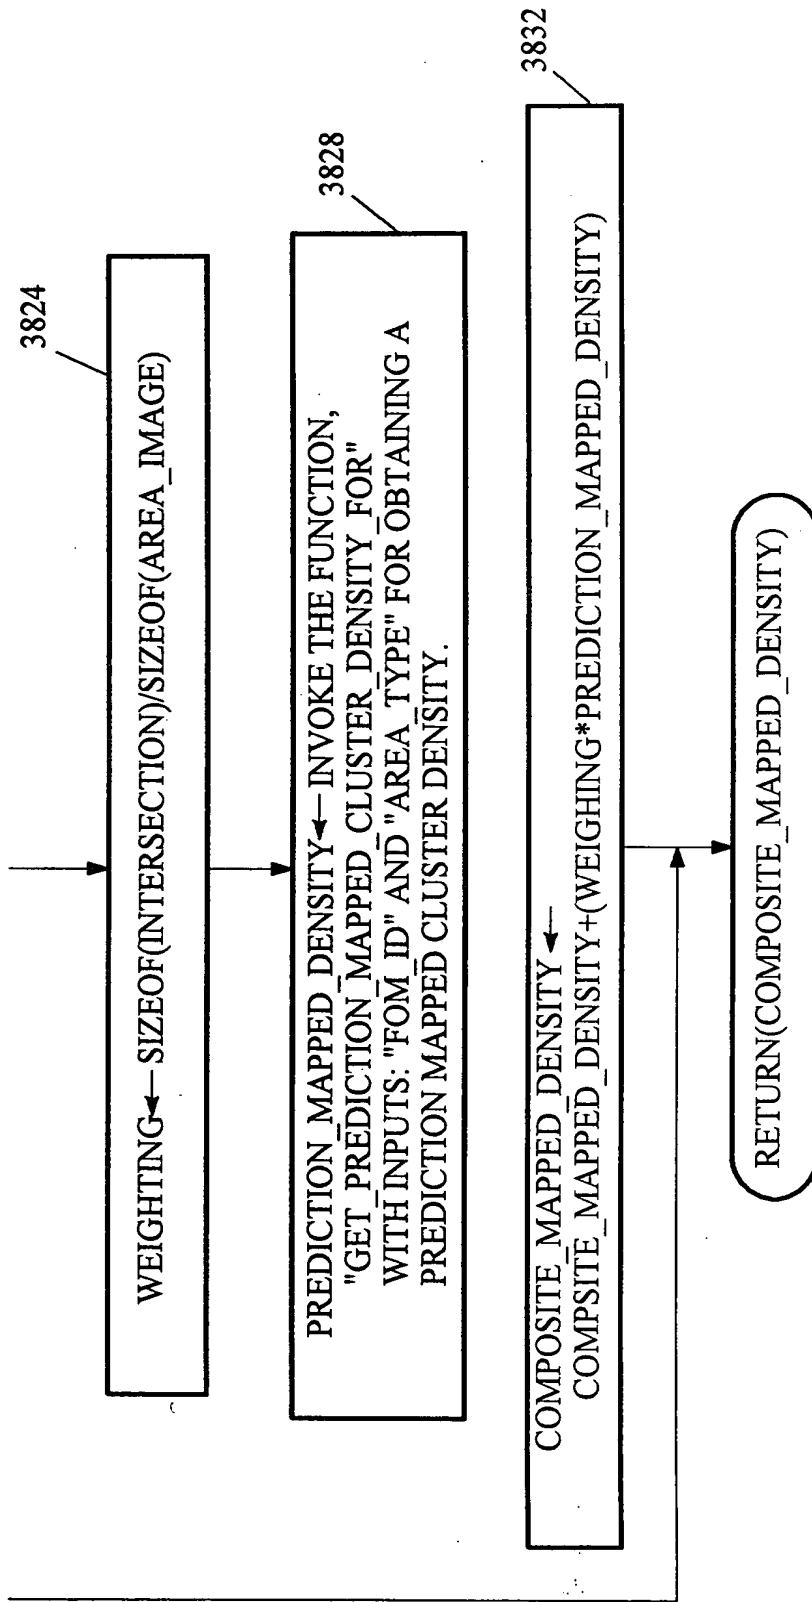 3824
WEIGHTING← SIZEOF(INTERSECTION)/SIZEOF(AREA_IMAGE)
3828
PREDICTION_MAPPED_DENSITY← INVOKE THE FUNCTION,
"GET_PREDICTION_MAPPED_CLUSTER_DENSITY_FOR"
WITH INPUTS: "FOM_ID" AND "AREA_TYPE" FOR OBTAINING A
PREDICTION MAPPED CLUSTER DENSITY.
3832
COMPOSITE_MAPPED_DENSITY ←
COMPSITE_MAPPED_DENSITY+(WEIGHING*PREDICTION_MAPPED_DENSITY)
RETURN(COMPOSITE_MAPPED_DENSITY)